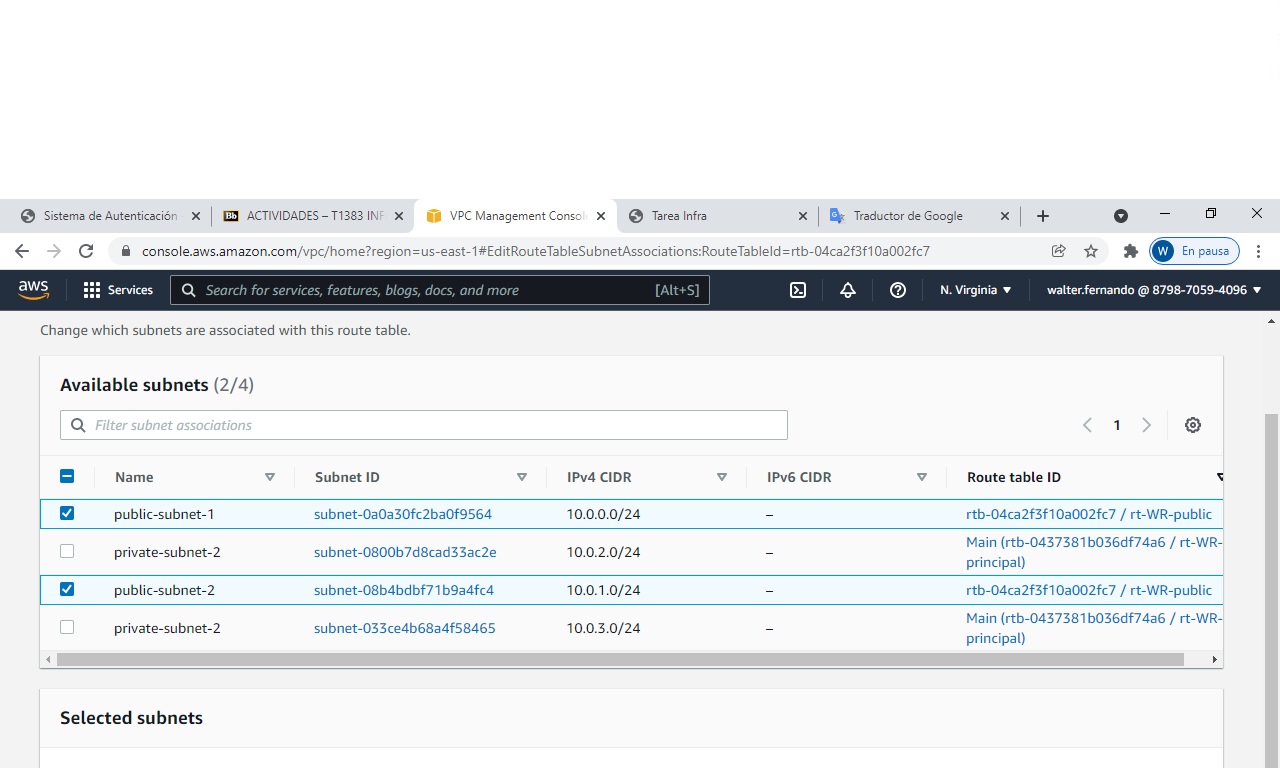 Sistema de Autenticación
Bb ACTIVIDADES – T1383 INF
VPC Management Consol
Tarea Infra
Traductor de Google
console.aws.amazon.com/vpc/home?region=us-east-1#EditRouteTableSubnetAssociations:RouteTableId=rtb-04ca2f3f10a002fc7
W En pausa
aws Services Search for services, features, blogs, docs, and more [Alt+S] N. Virginia walter.fernando @ 8798-7059-4096
Change which subnets are associated with this route table.
Available subnets (2/4)
Filter subnet associations 1
Name Subnet ID IPv4 CIDR IPv6 CIDR Route table ID
public-subnet-1 subnet-0a0a30fc2ba0f9564 10.0.0.0/24 – rtb-04ca2f3f10a002fc7 / rt-WR-public
private-subnet-2 subnet-0800b7d8cad33ac2e 10.0.2.0/24 – Main (rtb-0437381b036df74a6 / rt-WR-
principal)
public-subnet-2 subnet-08b4bdbf71b9a4fc4 10.0.1.0/24 – rtb-04ca2f3f10a002fc7 / rt-WR-public
private-subnet-2 subnet-033ce4b68a4f58465 10.0.3.0/24 – Main (rtb-0437381b036df74a6 / rt-WR-
principal)
Selected subnets